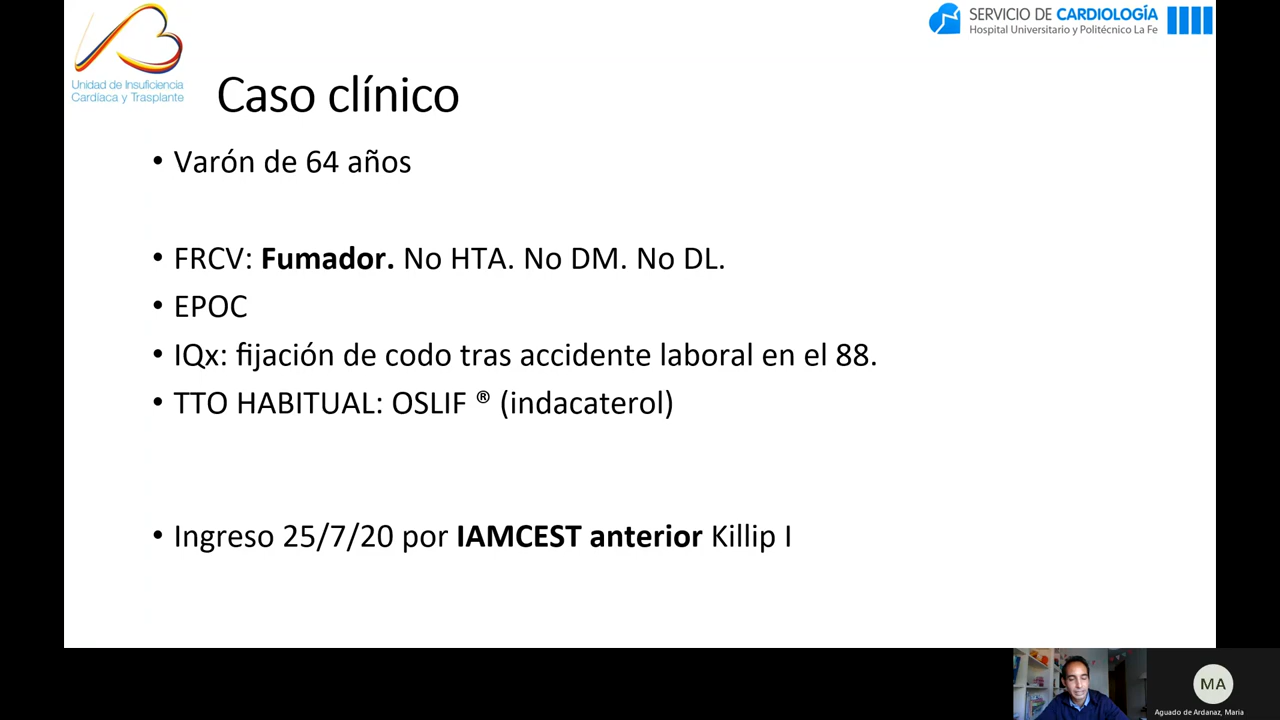 SERVICIO DE CARDIOLOGÍA
Hospital Universitario y Politécnico La Fe
Unidad de Insuficiencia
Cardíaca y Trasplante
Caso clínico
• Varón de 64 años
• FRCV: Fumador. No HTA. No DM. No DL.
• EPOC
• IQx: fijación de codo tras accidente laboral en el 88.
• TTO HABITUAL: OSLIF ® (indacaterol)
• Ingreso 25/7/20 por IAMCEST anterior Killip I
MA
Aguado de Ardanaz, Maria